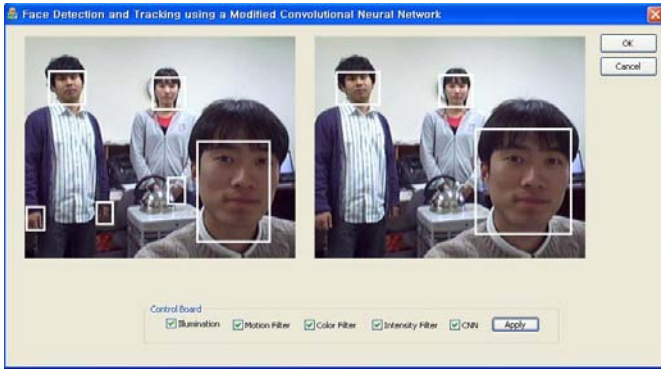 Face Detection and Tracking using a Modified Convolutional Neural Network
OK
Cancel
Control Board
Illumination
Motion Filter
Color Filter
Intensity Filter
CNN
Apply